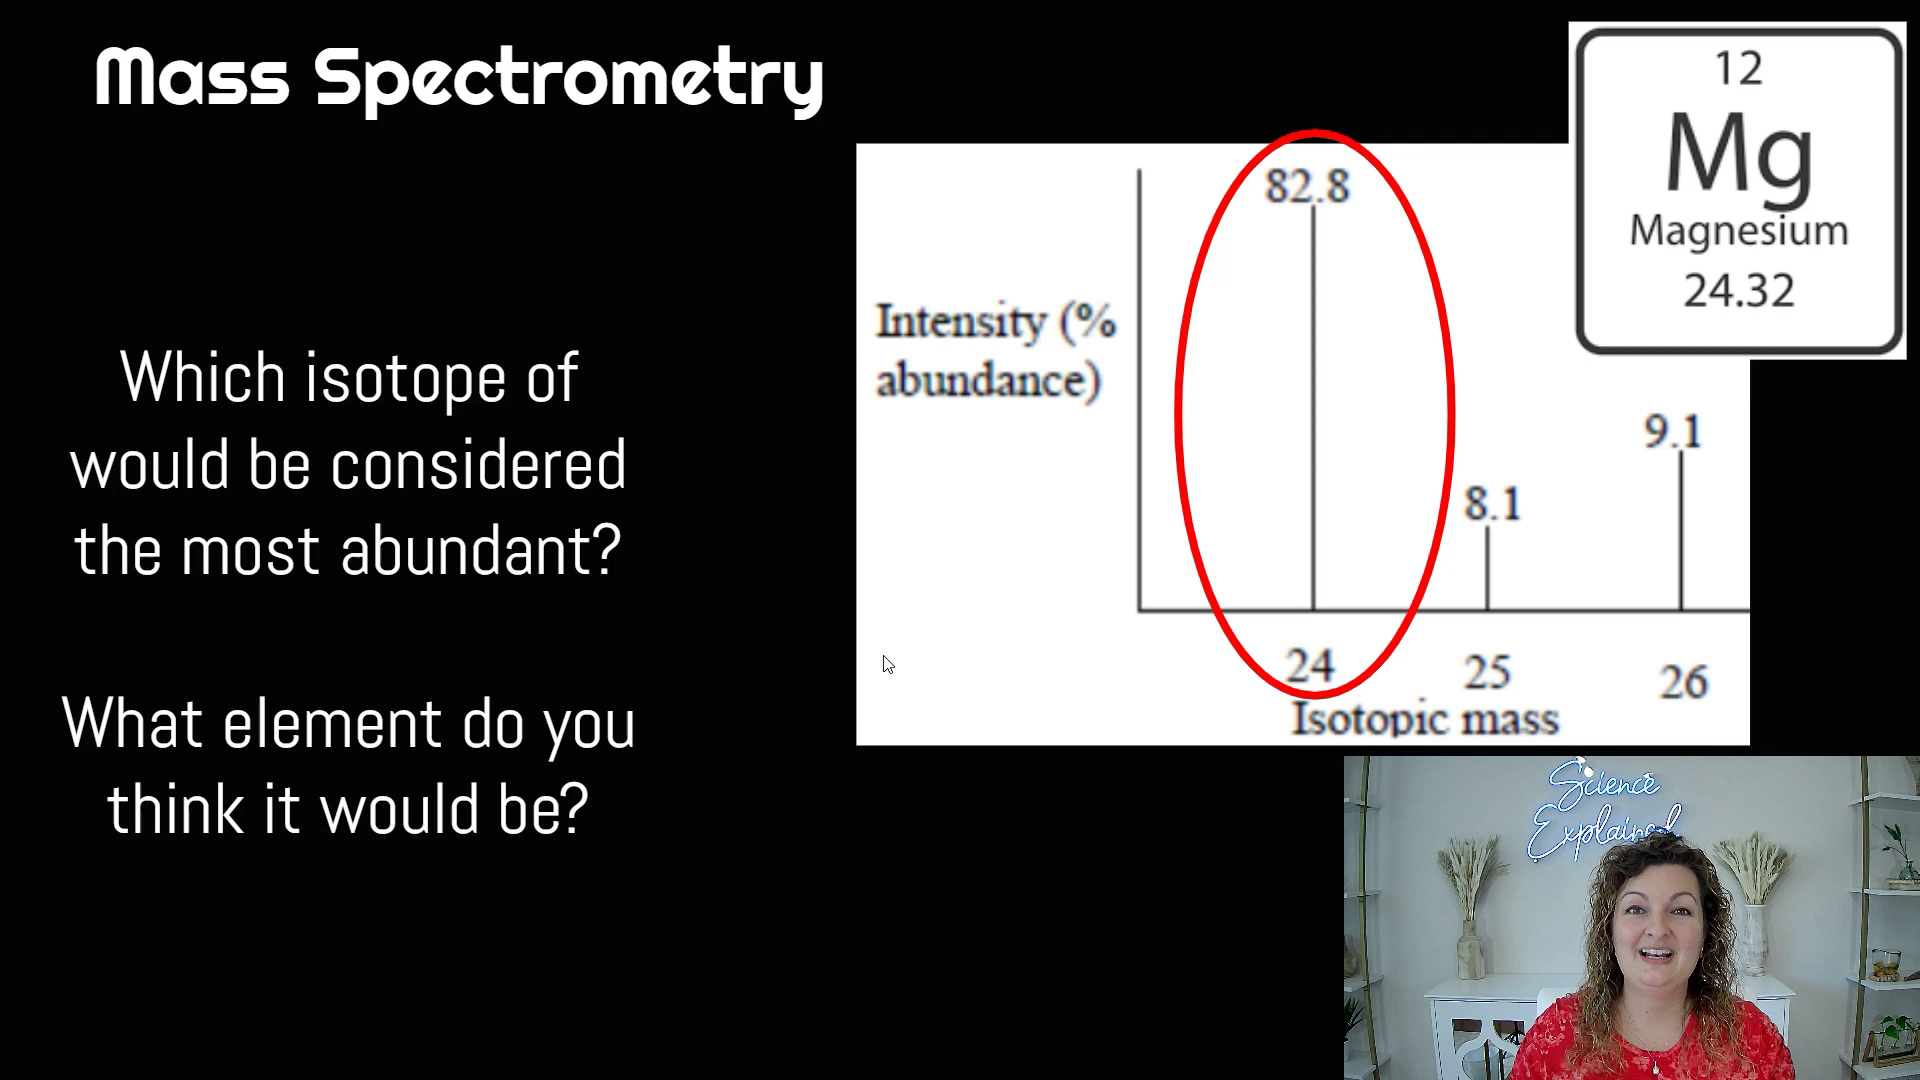 Mass Spectrometry
Which isotope of
would be considered
the most abundant?
What element do you
think it would be?
82.8
Intensity (%
abundance)
8.1
9.1
24
25
26
Isotopic mass
12
Mg
Magnesium
24.32
Science
Explained